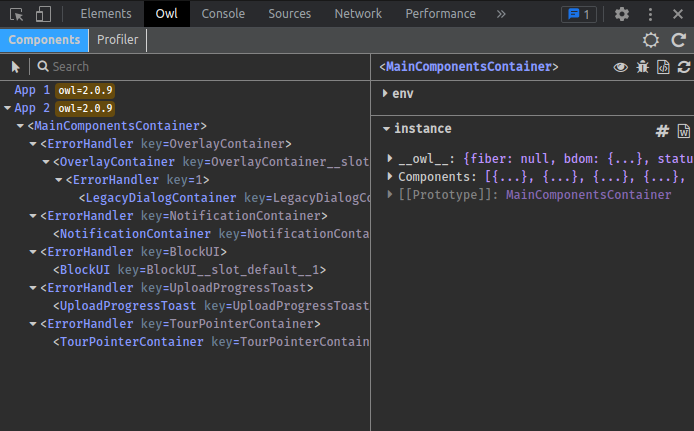 Elements Owl Console Sources Network Performance » 1
Components Profiler
Search
App 1 owl=2.0.9
App 2 owl=2.0.9
<MainComponentsContainer>
<ErrorHandler key=OverlayContainer>
<OverlayContainer key=OverlayContainer__slot
<ErrorHandler key=1>
<LegacyDialogContainer key=LegacyDialogCo
<ErrorHandler key=NotificationContainer>
<NotificationContainer key=NotificationConta
<ErrorHandler key=BlockUI>
<BlockUI key=BlockUI__slot_default__1>
<ErrorHandler key=UploadProgressToast>
<UploadProgressToast key=UploadProgressToast
<ErrorHandler key=TourPointerContainer>
<TourPointerContainer key=TourPointerContain
<MainComponentsContainer>
env
instance
__owl__: {fiber: null, bdom: {...}, statu
Components: [{...}, {...}, {...}, {...},
[[Prototype]]: MainComponentsContainer